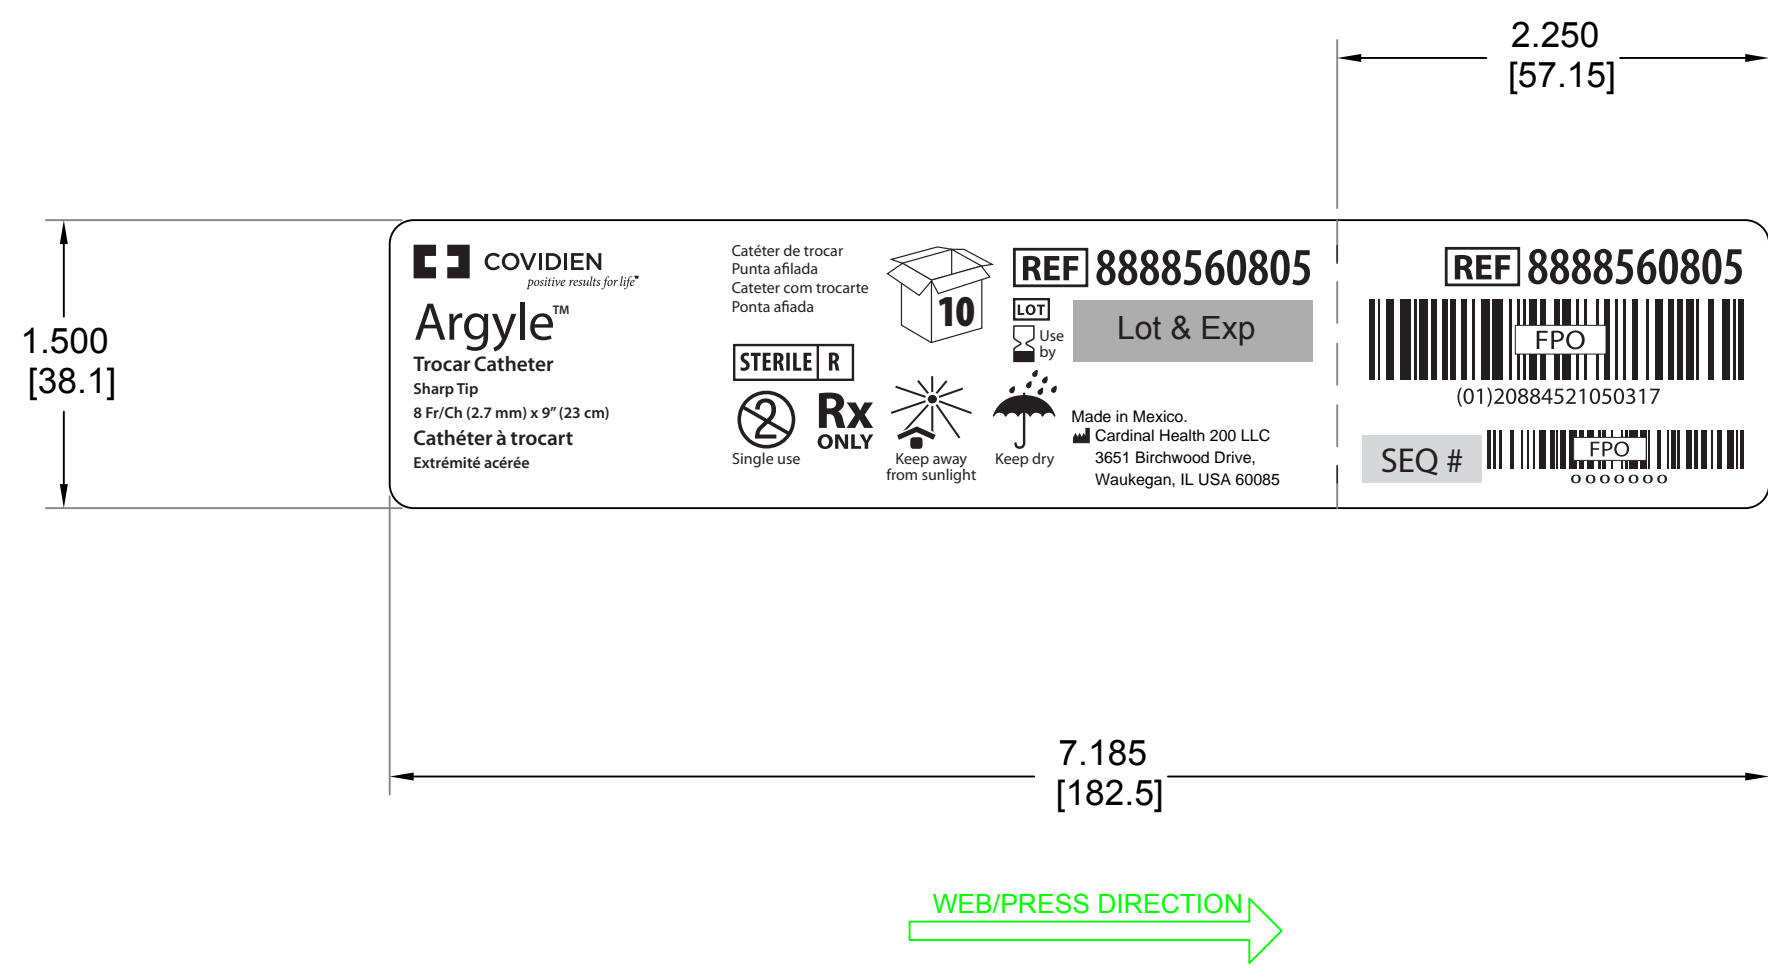 2.250
[57.15]
1.500
[38.1]
COVIDIEN
positive results for life™
Argyle™
Trocar Catheter
Sharp Tip
8 Fr/Ch (2.7 mm) x 9” (23 cm)
Cathéter à trocart
Extrémité acérée
Catéter de trocar
Punta afilada
Cateter com trocarte
Ponta afiada
10
STERILE R
2
Single use
Rx
ONLY
Keep away
from sunlight
Keep dry
REF 8888560805
LOT
Use
by
Lot & Exp
Made in Mexico.
Cardinal Health 200 LLC
3651 Birchwood Drive,
Waukegan, IL USA 60085
REF 8888560805
FPO
(01)20884521050317
SEQ #
FPO
0000000
7.185
[182.5]
WEB/PRESS DIRECTION